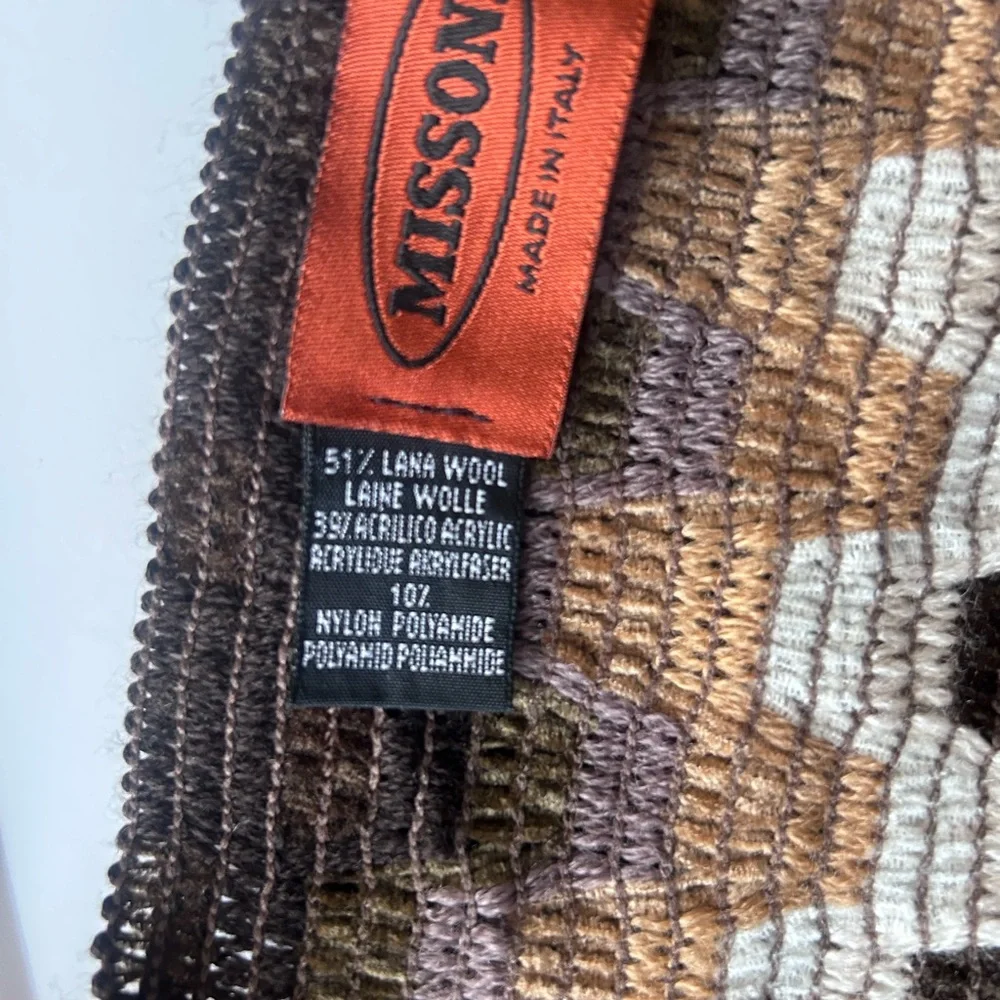 MISSONI
MADE IN ITALY
51% LANA WOOL
LAINE WOLLE
39% ACRILICO ACRYLIC
ACRYLIQUE AKRYLFASER
10%
NYLON POLYAMIDE
POLYAMID POLIAMMIDE